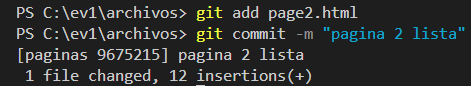 PS C:\ev1\archivos> git add page2.html
PS C:\ev1\archivos> git commit -m "pagina 2 lista"
[paginas 9675215] pagina 2 lista
 1 file changed, 12 insertions(+)